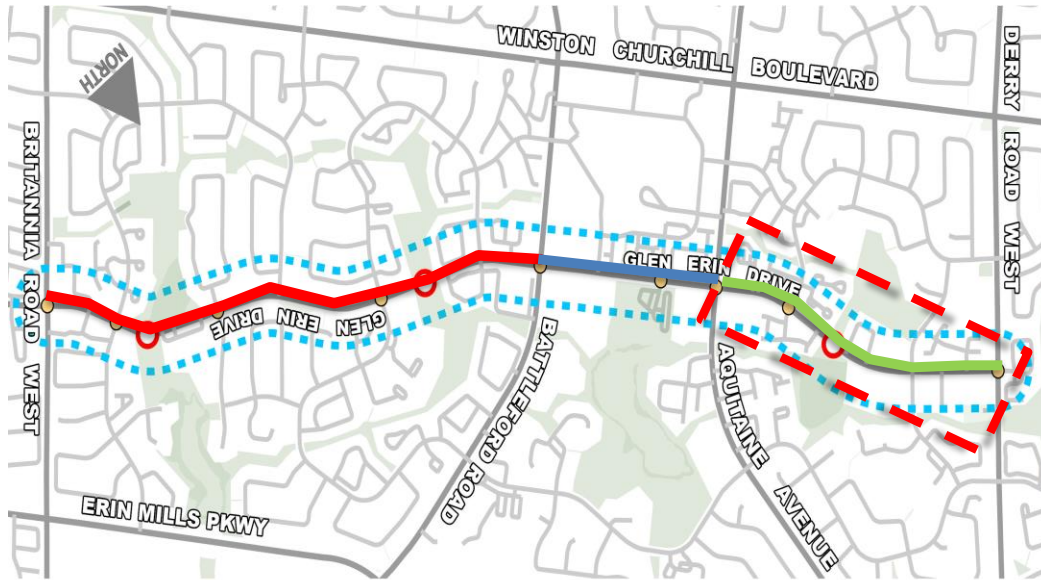 WINSTON CHURCHILL BOULEVARD
NORTH
DERRY ROAD WEST
BRITANNIA ROAD WEST
GLEN ERIN DRIVE
GLEN ERIN DRIVE
BATTLEFORD ROAD
AQUITAINE AVENUE
ERIN MILLS PKWY